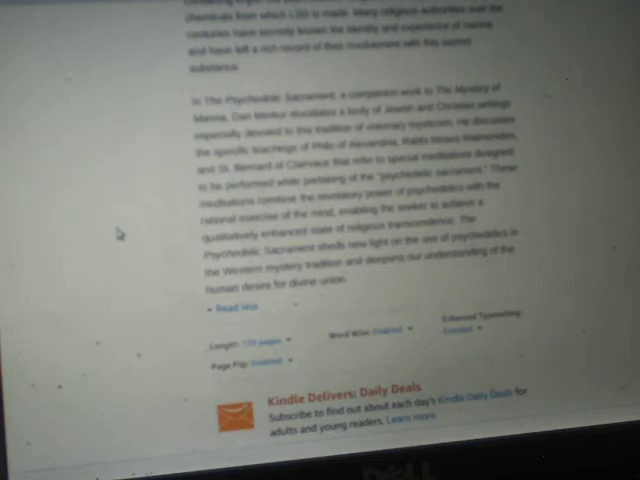 chemicals from which LSD is made. Many religious authorities over the
centuries have secretly known the identity and experience of manna
and have left a rich record of their involvement with this sacred
substance.
In The Psychedelic Sacrament, a companion work to The Mystery of
Manna, Dan Merkur elucidates a body of Jewish and Christian writings
especially devoted to this tradition of visionary mysticism. He discusses
the specific teachings of Philo of Alexandria, Rabbi Moses Maimonides,
and St. Bernard of Clairvaux that refer to special meditations designed
to be performed while partaking of the "psychedelic sacrament." These
meditations combine the revelatory power of psychedelics with the
rational exercise of the mind, enabling the seeker to achieve a
qualitatively enhanced state of religious transcendence. The
Psychedelic Sacrament sheds new light on the use of psychedelics in
the Western mystery tradition and deepens our understanding of the
human desire for divine union.
Read less
Length: pages Word Wise: Enabled Enhanced Typesetting:
Enabled
Page Flip: Enabled
Kindle Delivers: Daily Deals
Subscribe to find out about each day's Kindle Daily Deals for
adults and young readers. Learn more
DELL